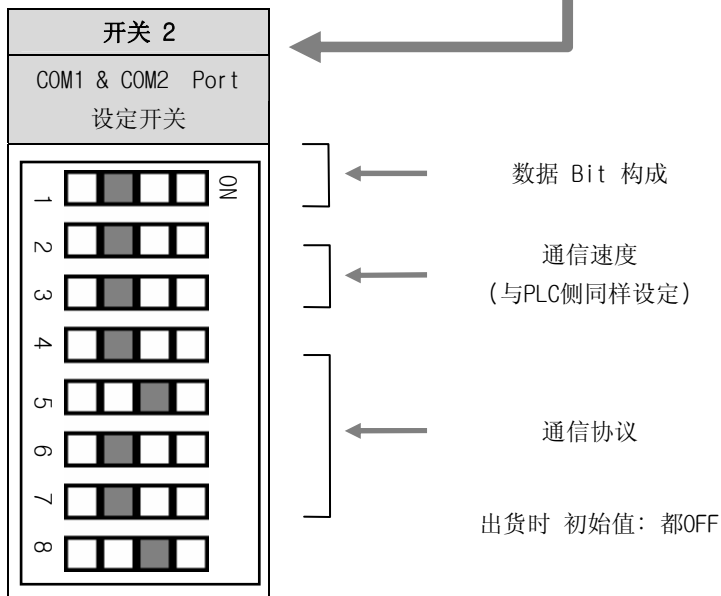 开关 2
COM1 & COM2 Port
设定开关
ON
1
2
3
4
5
6
7
8
数据 Bit 构成
通信速度
(与PLC侧同样设定)
通信协议
出货时 初始值: 都OFF